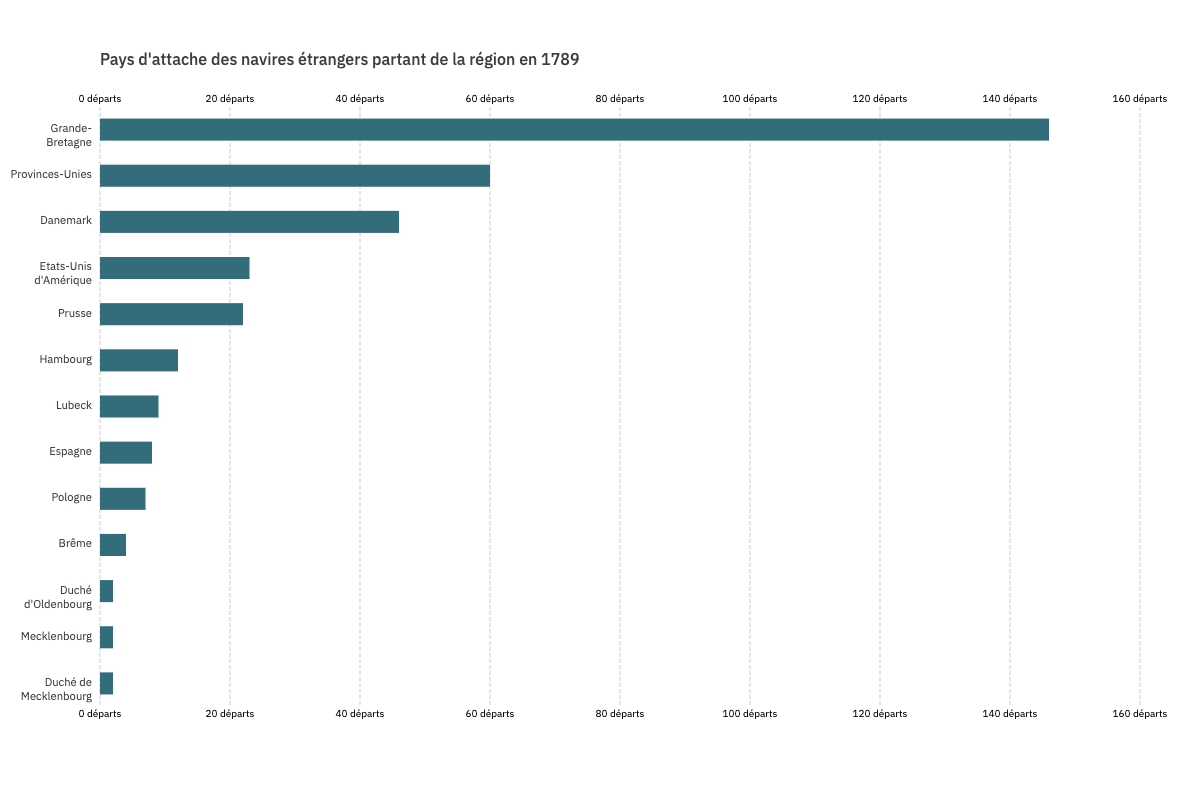 Pays d'attache des navires étrangers partant de la région en 1789
0 départs 20 départs 40 départs 60 départs 80 départs 100 départs 120 départs 140 départs 160 départs
Grande-
Bretagne
Provinces-Unies
Danemark
Etats-Unis
d'Amérique
Prusse
Hambourg
Lubeck
Espagne
Pologne
Brême
Duché
d'Oldenbourg
Mecklenbourg
Duché de
Mecklenbourg
0 départs 20 départs 40 départs 60 départs 80 départs 100 départs 120 départs 140 départs 160 départs